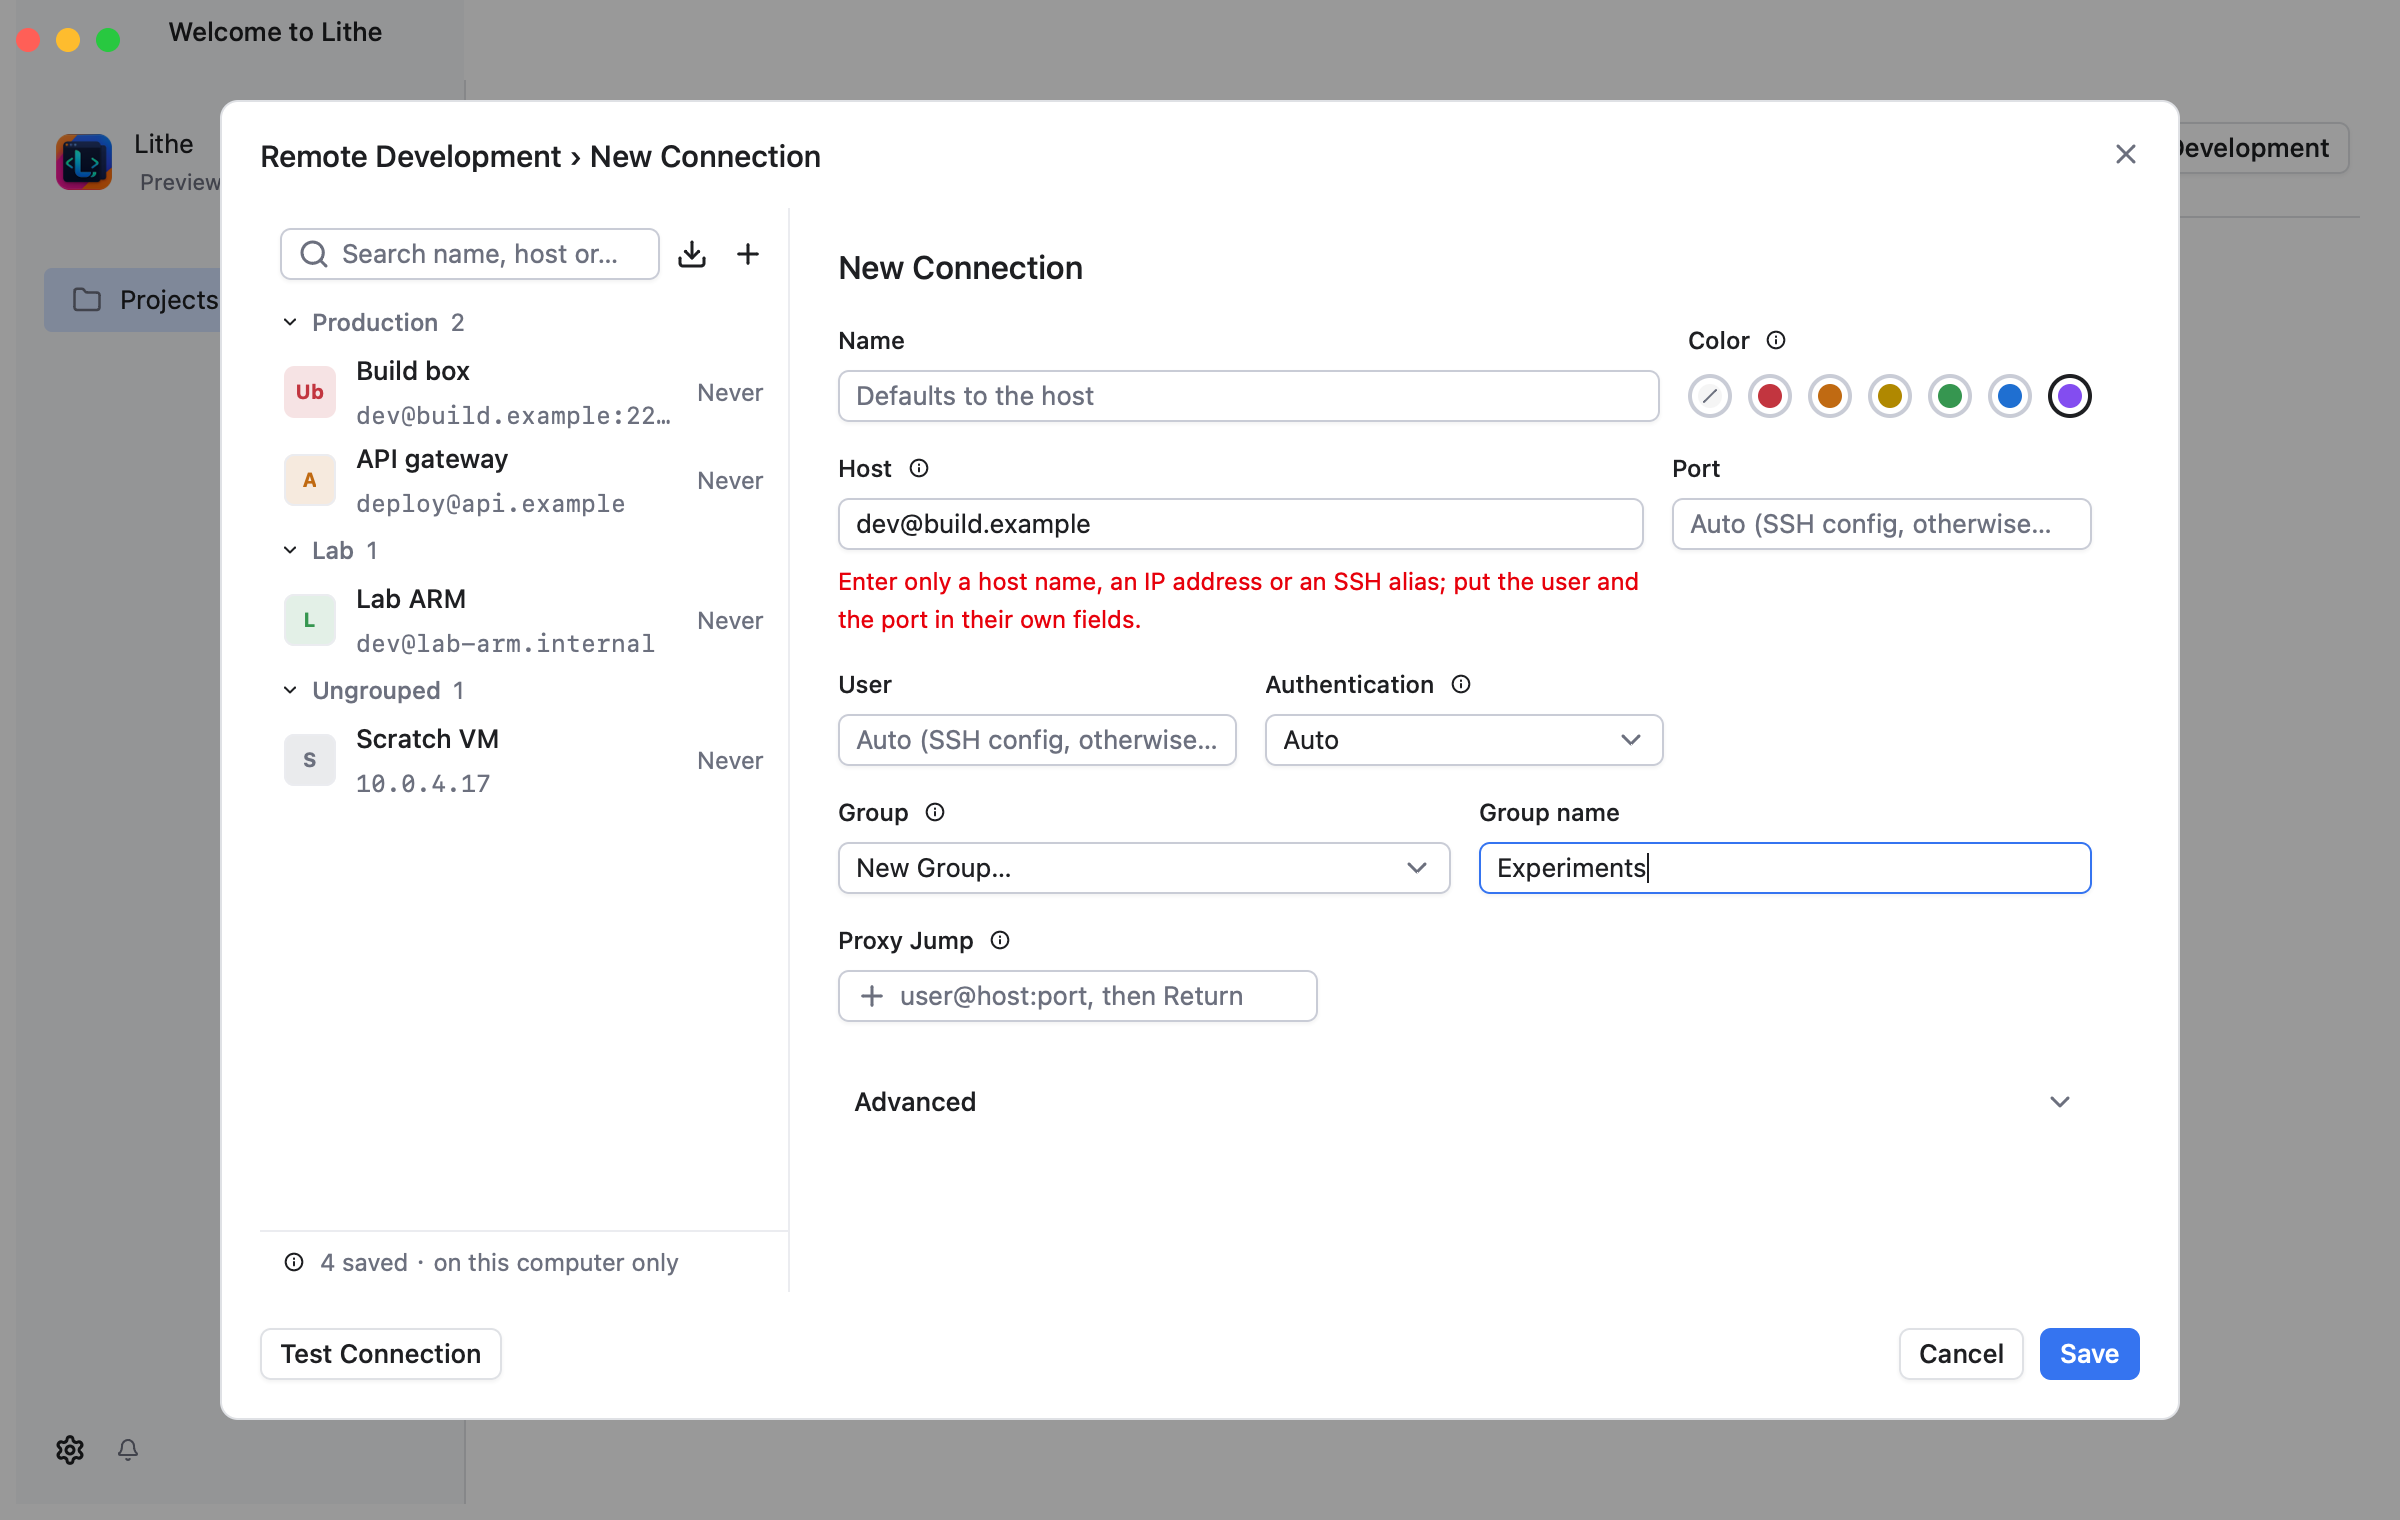 Welcome to Lithe
Lithe
Preview
Projects
Development
Remote Development › New Connection
Search name, host or...
Production 2
Ub
Build box
dev@build.example:22…
Never
A
API gateway
deploy@api.example
Never
Lab 1
L
Lab ARM
dev@lab-arm.internal
Never
Ungrouped 1
S
Scratch VM
10.0.4.17
Never
4 saved · on this computer only
New Connection
Name
Defaults to the host
Color
Host
dev@build.example
Enter only a host name, an IP address or an SSH alias; put the user and
the port in their own fields.
Port
Auto (SSH config, otherwise...
User
Auto (SSH config, otherwise...
Authentication
Auto
Group
New Group...
Group name
Experiments
Proxy Jump
user@host:port, then Return
Advanced
Test Connection
Cancel
Save